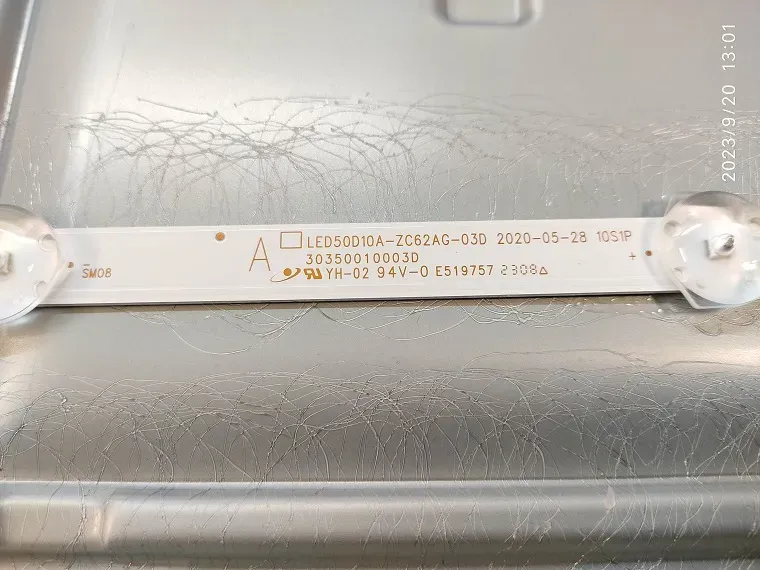 2023/9/20 13:01
A
LED50D10A-ZC62AG-03D 2020-05-28 10S1P
30350010003D
YH-02 94V-0 E519757 2308
SM08
+